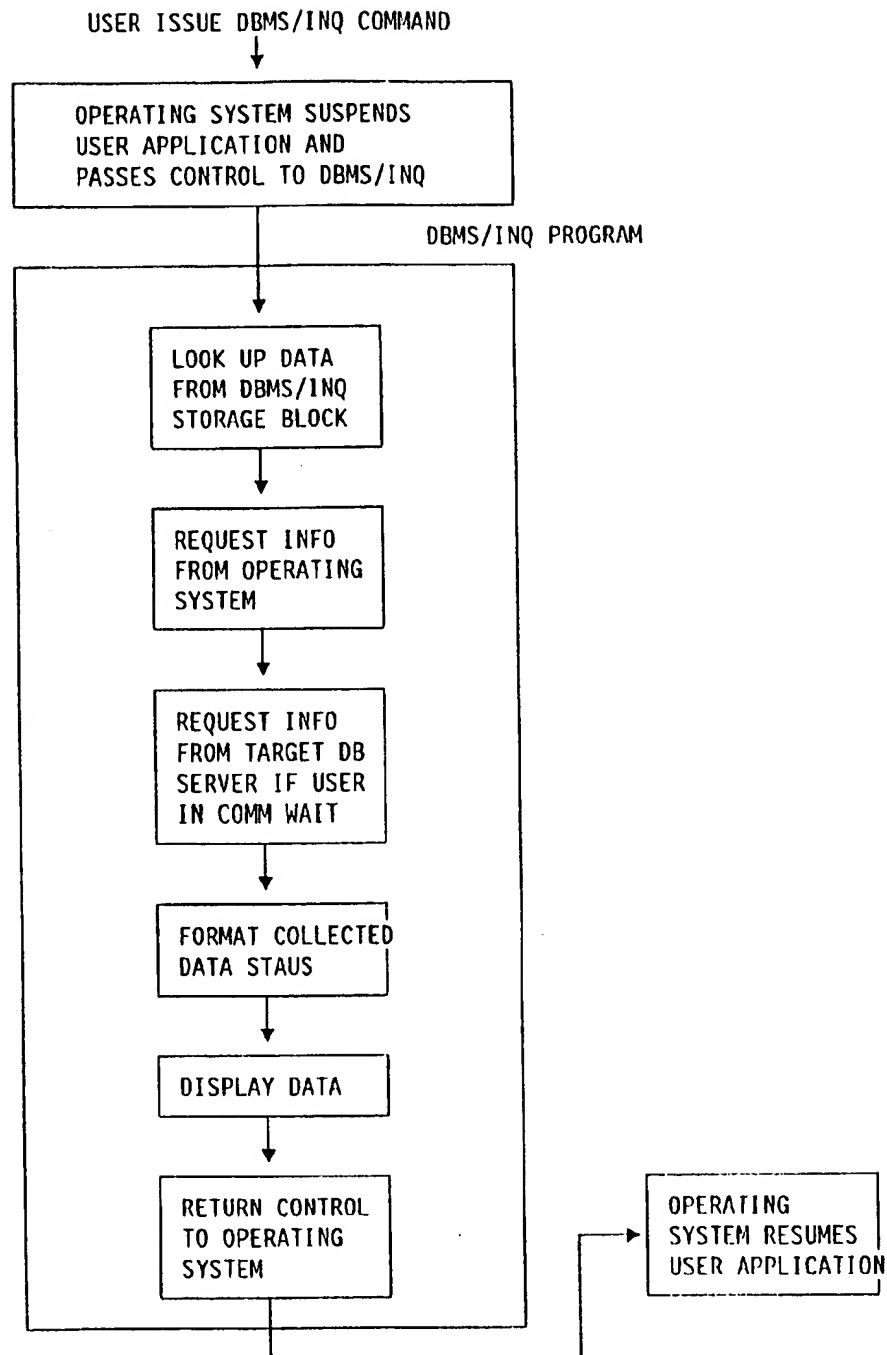 USER ISSUE DBMS/INQ COMMAND
OPERATING SYSTEM SUSPENDS
USER APPLICATION AND
PASSES CONTROL TO DBMS/INQ
DBMS/INQ PROGRAM
LOOK UP DATA
FROM DBMS/INQ
STORAGE BLOCK
REQUEST INFO
FROM OPERATING
SYSTEM
REQUEST INFO
FROM TARGET DB
SERVER IF USER
IN COMM WAIT
FORMAT COLLECTED
DATA STAUS
DISPLAY DATA
RETURN CONTROL
TO OPERATING
SYSTEM
OPERATING
SYSTEM RESUMES
USER APPLICATION